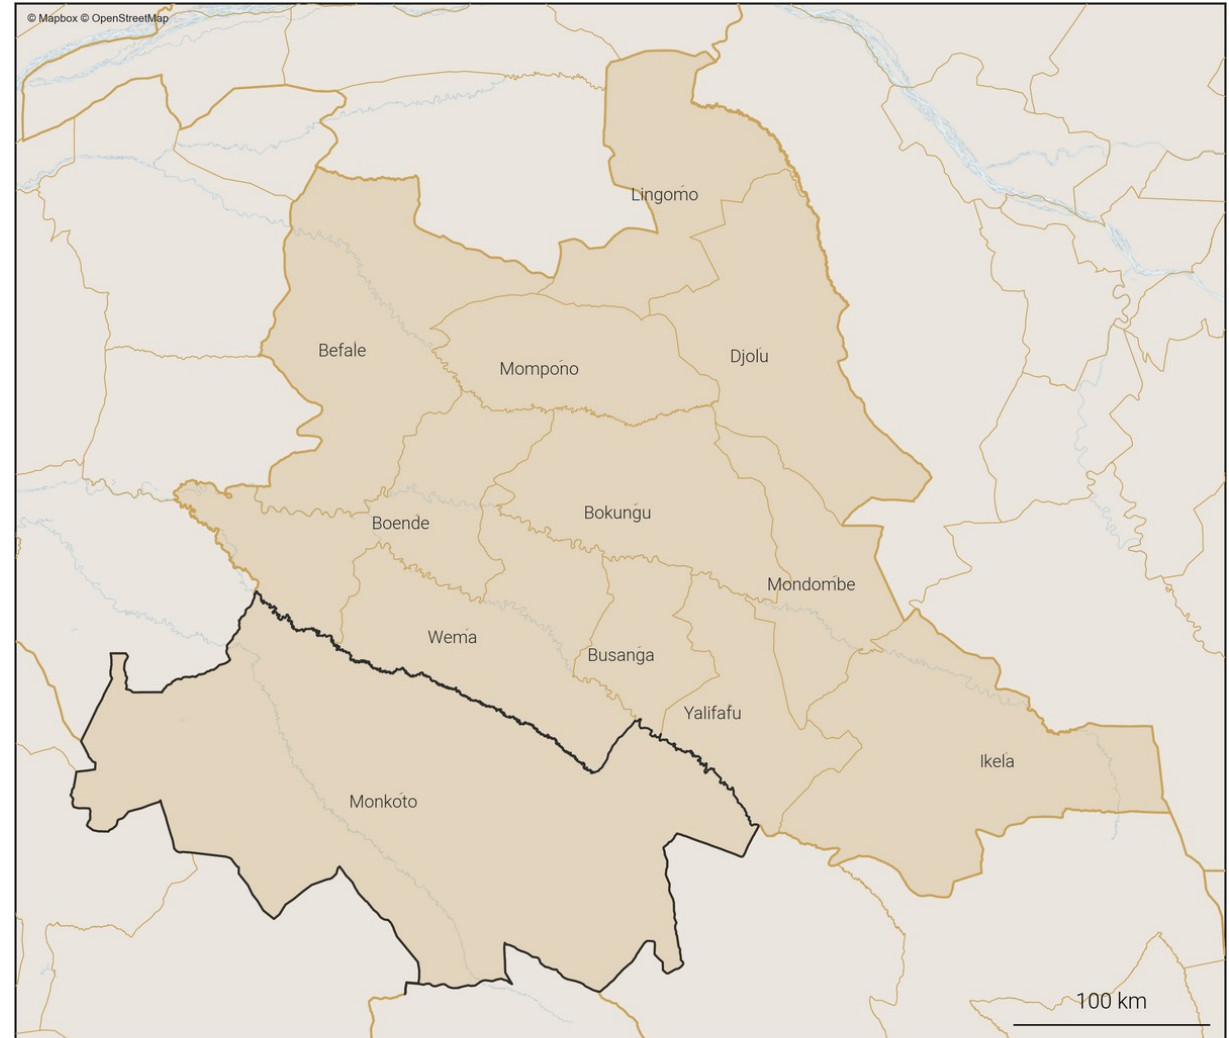 © Mapbox © OpenStreetMap
Lingomo
Befale
Mompono
Djolu
Boende
Bokungu
Mondombe
Wema
Busanga
Yalifafu
Ikela
Monkoto
100 km